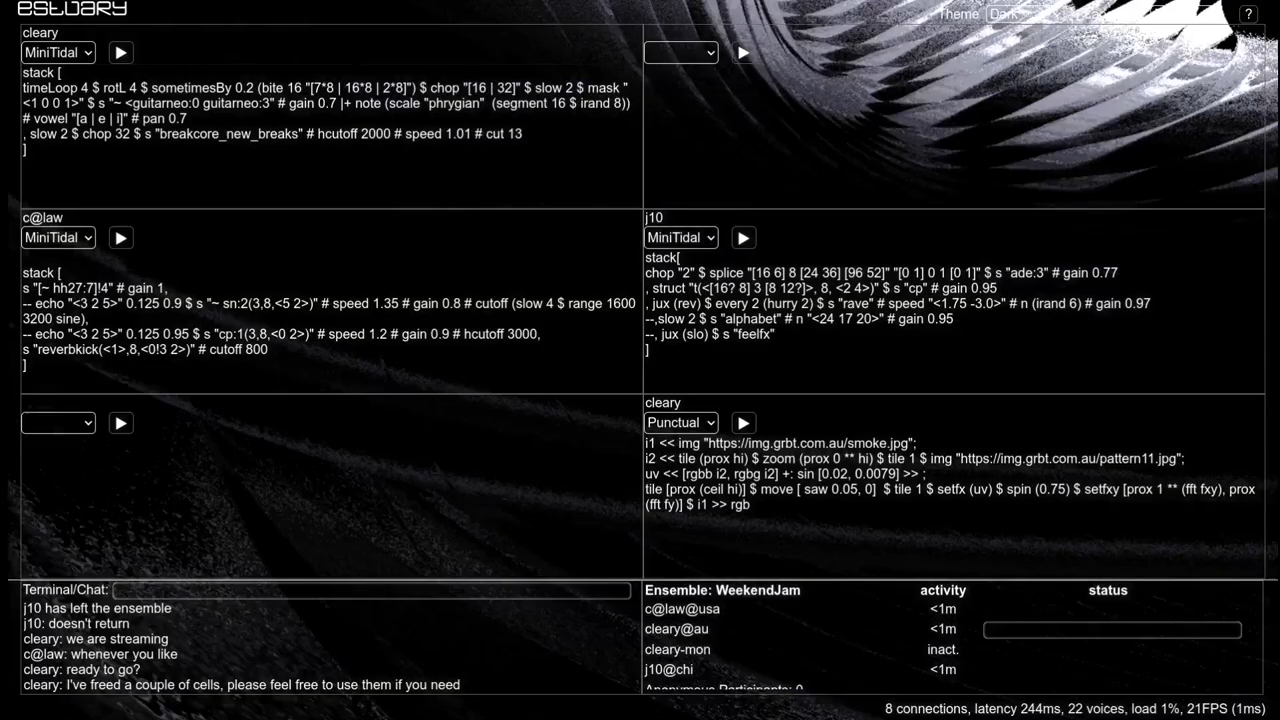 estuary
Theme Dark ?
cleary
MiniTidal
stack [
timeLoop 4 $ rotL 4 $ sometimesBy 0.2 (bite 16 "[7*8 | 16*8 | 2*8]") $ chop "[16 | 32]" $ slow 2 $ mask "
<1 0 0 1>" $ s "~ <guitarneo:0 guitarneo:3" # gain 0.7 |+ note (scale "phrygian" (segment 16 $ irand 8))
# vowel "[a | e | i]" # pan 0.7
, slow 2 $ chop 32 $ s "breakcore_new_breaks" # hcutoff 2000 # speed 1.01 # cut 13
]
c@law
MiniTidal
stack [
s "[~ hh27:7]!4" # gain 1,
-- echo "<3 2 5>" 0.125 0.9 $ s "~ sn:2(3,8,<5 2>)" # speed 1.35 # gain 0.8 # cutoff (slow 4 $ range 1600
3200 sine),
-- echo "<3 2 5>" 0.125 0.95 $ s "cp:1(3,8,<0 2>)" # speed 1.2 # gain 0.9 # hcutoff 3000,
s "reverbkick(<1>,8,<0!3 2>)" # cutoff 800
]
j10
MiniTidal
stack[
chop "2" $ splice "[16 6] 8 [24 36] [96 52]" "[0 1] 0 1 [0 1]" $ s "ade:3" # gain 0.77
, struct "t(<[16? 8] 3 [8 12?]>, 8, <2 4>)" $ s "cp" # gain 0.95
, jux (rev) $ every 2 (hurry 2) $ s "rave" # speed "<1.75 -3.0>" # n (irand 6) # gain 0.97
--,slow 2 $ s "alphabet" # n "<24 17 20>" # gain 0.95
--, jux (slo) $ s "feelfx"
]
cleary
Punctual
i1 << img "https://img.grbt.com.au/smoke.jpg";
i2 << tile (prox hi) $ zoom (prox 0 ** hi) $ tile 1 $ img "https://img.grbt.com.au/pattern11.jpg";
uv << [rgbb i2, rgbg i2] +: sin [0.02, 0.0079] >> ;
tile [prox (ceil hi)] $ move [ saw 0.05, 0] $ tile 1 $ setfx (uv) $ spin (0.75) $ setfxy [prox 1 ** (fft fxy), prox
(fft fy)] $ i1 >> rgb
Terminal/Chat:
j10 has left the ensemble
j10: doesn't return
cleary: we are streaming
c@law: whenever you like
cleary: ready to go?
cleary: I've freed a couple of cells, please feel free to use them if you need
Ensemble: WeekendJam activity status
c@law@usa <1m
cleary@au <1m
cleary-mon inact.
j10@chi <1m
Anonymous Participants: 0
8 connections, latency 244ms, 22 voices, load 1%, 21FPS (1ms)